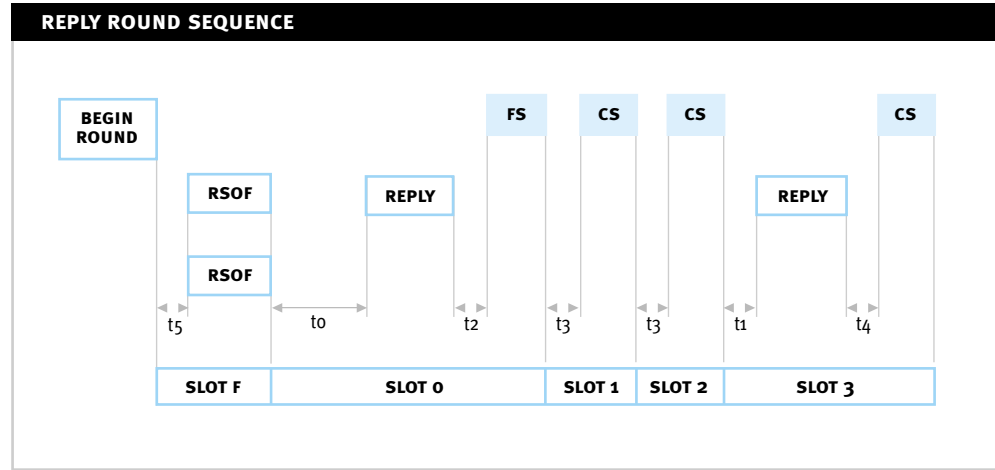 REPLY ROUND SEQUENCE
BEGIN
ROUND
FS
CS
CS
CS
RSOF
REPLY
REPLY
RSOF
t5
t0
t2
t3
t3
t1
t4
SLOT F
SLOT 0
SLOT 1
SLOT 2
SLOT 3